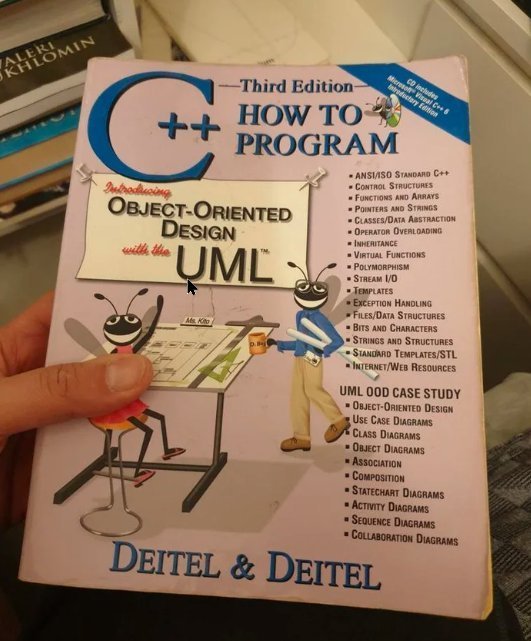 VALERI
UKHLOMIN
C++
Third Edition
HOW TO
PROGRAM
CD includes
Microsoft® Visual C++ 6
Introductory Edition
Introducing
OBJECT-ORIENTED
DESIGN
with the
UML™
Ms. Kito
D. Bug
▪ ANSI/ISO STANDARD C++
▪ CONTROL STRUCTURES
▪ FUNCTIONS AND ARRAYS
▪ POINTERS AND STRINGS
▪ CLASSES/DATA ABSTRACTION
▪ OPERATOR OVERLOADING
▪ INHERITANCE
▪ VIRTUAL FUNCTIONS
▪ POLYMORPHISM
▪ STREAM I/O
▪ TEMPLATES
▪ EXCEPTION HANDLING
▪ FILES/DATA STRUCTURES
▪ BITS AND CHARACTERS
▪ STRINGS AND STRUCTURES
▪ STANDARD TEMPLATES/STL
▪ INTERNET/WEB RESOURCES
UML OOD CASE STUDY
▪ OBJECT-ORIENTED DESIGN
▪ USE CASE DIAGRAMS
▪ CLASS DIAGRAMS
▪ OBJECT DIAGRAMS
▪ ASSOCIATION
▪ COMPOSITION
▪ STATECHART DIAGRAMS
▪ ACTIVITY DIAGRAMS
▪ SEQUENCE DIAGRAMS
▪ COLLABORATION DIAGRAMS
DEITEL & DEITEL